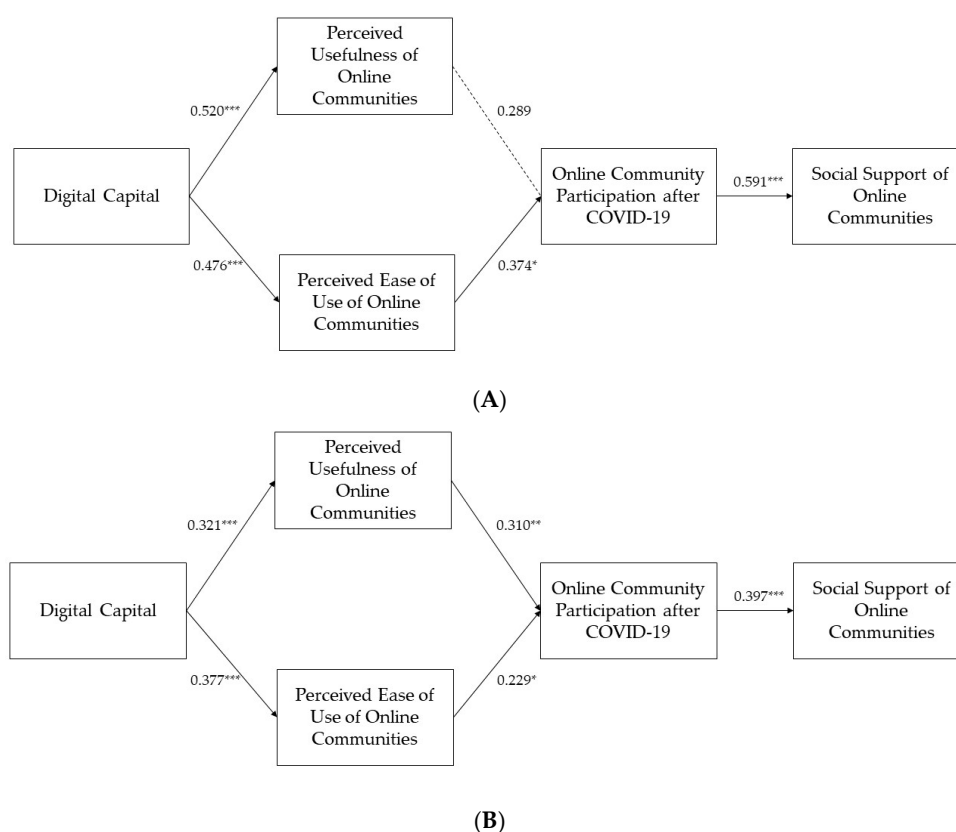 Perceived
Usefulness of
Online
Communities
0.520***
0.289
Digital Capital
Online Community
Participation after
COVID-19
0.591***
Social Support of
Online
Communities
0.476***
0.374*
Perceived Ease of
Use of Online
Communities
(A)
Perceived
Usefulness of
Online
Communities
0.321***
0.310**
Digital Capital
Online Community
Participation after
COVID-19
0.397***
Social Support of
Online
Communities
0.377***
0.229*
Perceived Ease of
Use of Online
Communities
(B)